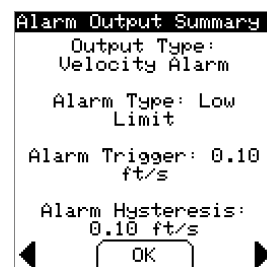 Alarm Output Summary
Output Type:
Velocity Alarm
Alarm Type: Low
Limit
Alarm Trigger: 0.10
ft/s
Alarm Hysteresis:
0.10 ft/s
OK